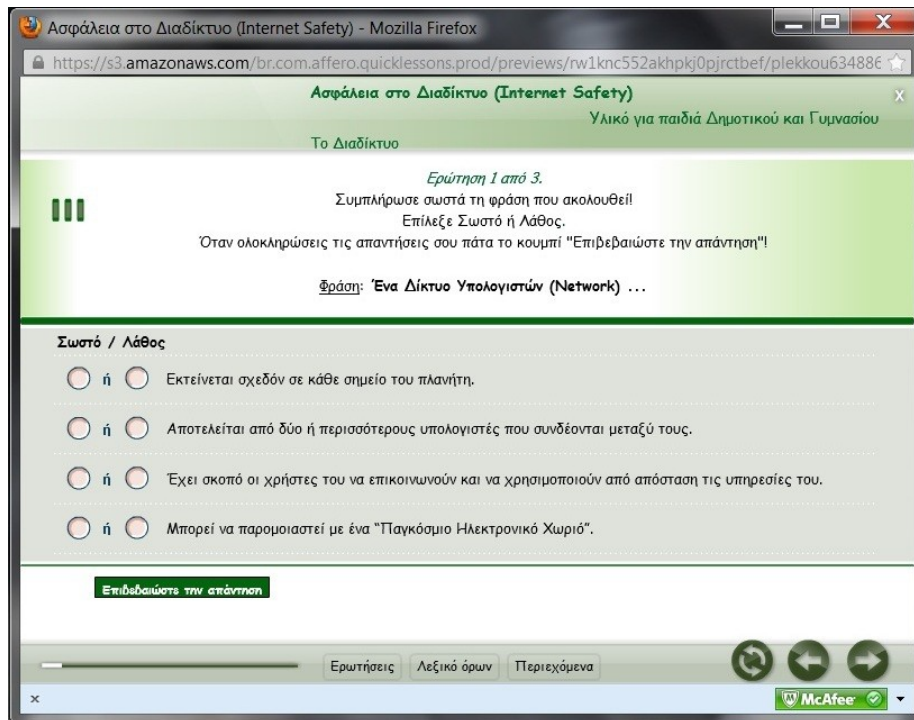 Ασφάλεια στο Διαδίκτυο (Internet Safety) - Mozilla Firefox
https://s3.amazonaws.com/br.com.affero.quicklessons.prod/previews/rw1knc552akhpkj0pjrctbef/plekkou634886
Ασφάλεια στο Διαδίκτυο (Internet Safety)
x
Υλικό για παιδιά Δημοτικού και Γυμνασίου
Το Διαδίκτυο
Ερώτηση 1 από 3.
Συμπλήρωσε σωστά τη φράση που ακολουθεί!
Επίλεξε Σωστό ή Λάθος.
Όταν ολοκληρώσεις τις απαντήσεις σου πάτα το κουμπί "Επιβεβαιώστε την απάντηση"!
Φράση: Ένα Δίκτυο Υπολογιστών (Network) ...
Σωστό / Λάθος
ή Εκτείνεται σχεδόν σε κάθε σημείο του πλανήτη.
ή Αποτελείται από δύο ή περισσότερους υπολογιστές που συνδέονται μεταξύ τους.
ή Έχει σκοπό οι χρήστες του να επικοινωνούν και να χρησιμοποιούν από απόσταση τις υπηρεσίες του.
ή Μπορεί να παρομοιαστεί με ένα “Παγκόσμιο Ηλεκτρονικό Χωριό”.
Επιβεβαιώστε την απάντηση
Ερωτήσεις Λεξικό όρων Περιεχόμενα
x McAfee